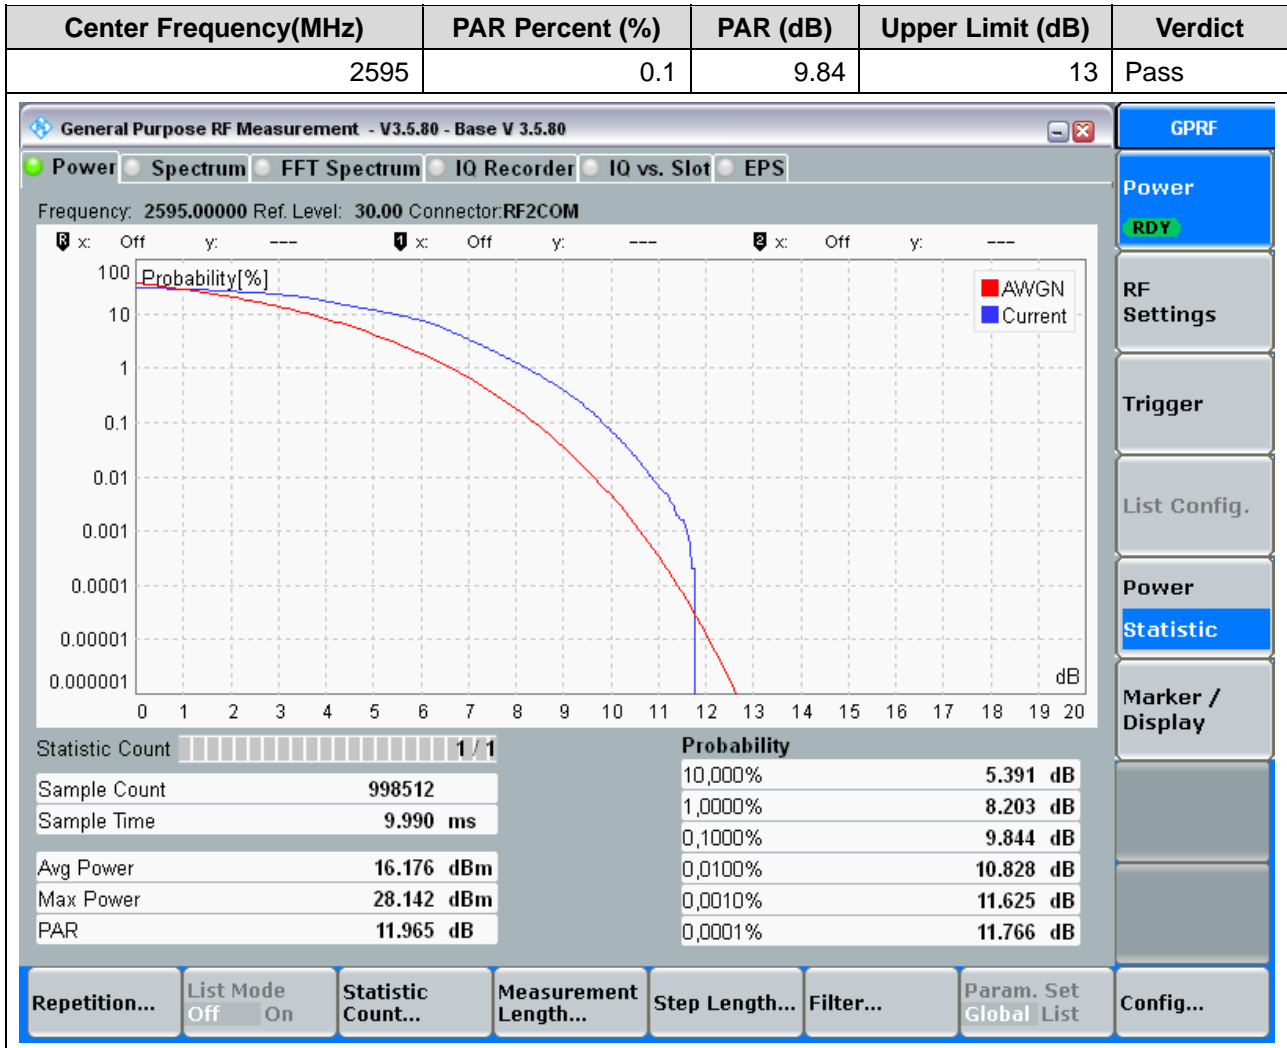 Center Frequency(MHz) PAR Percent (%) PAR (dB) Upper Limit (dB) Verdict
2595 0.1 9.84 13 Pass
General Purpose RF Measurement - V3.5.80 - Base V 3.5.80
GPRF
Power Spectrum FFT Spectrum IQ Recorder IQ vs. Slot EPS
Power
RDY
Frequency: 2595.00000 Ref. Level: 30.00 Connector:RF2COM
R x: Off y: --- 1 x: Off y: --- 2 x: Off y: ---
100 Probability[%]
AWGN
Current
RF
Settings
10
1
Trigger
0.1
0.01
List Config.
0.001
0.0001
Power
Statistic
0.00001
0.000001
dB
Marker /
Display
0 1 2 3 4 5 6 7 8 9 10 11 12 13 14 15 16 17 18 19 20
Statistic Count 1 / 1
Sample Count 998512
Sample Time 9.990 ms
Avg Power 16.176 dBm
Max Power 28.142 dBm
PAR 11.965 dB
Probability
10,000% 5.391 dB
1,0000% 8.203 dB
0,1000% 9.844 dB
0,0100% 10.828 dB
0,0010% 11.625 dB
0,0001% 11.766 dB
Repetition...
List Mode
Off On
Statistic
Count...
Measurement
Length...
Step Length...
Filter...
Param. Set
Global List
Config...